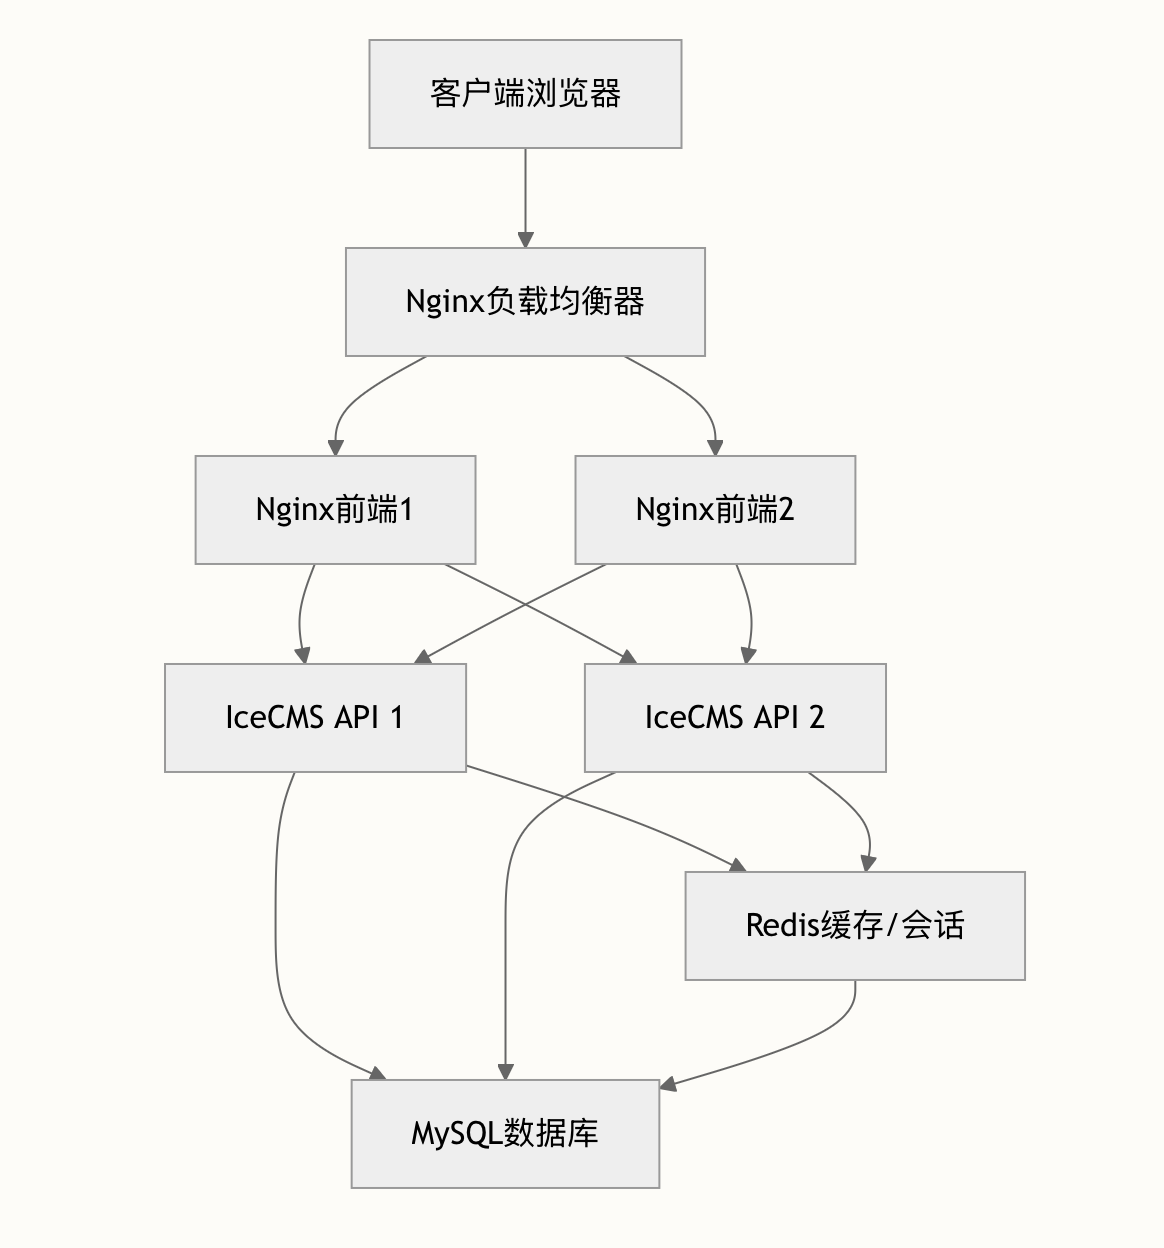 客户端浏览器
Nginx负载均衡器
Nginx前端1
Nginx前端2
IceCMS API 1
IceCMS API 2
Redis缓存/会话
MySQL数据库